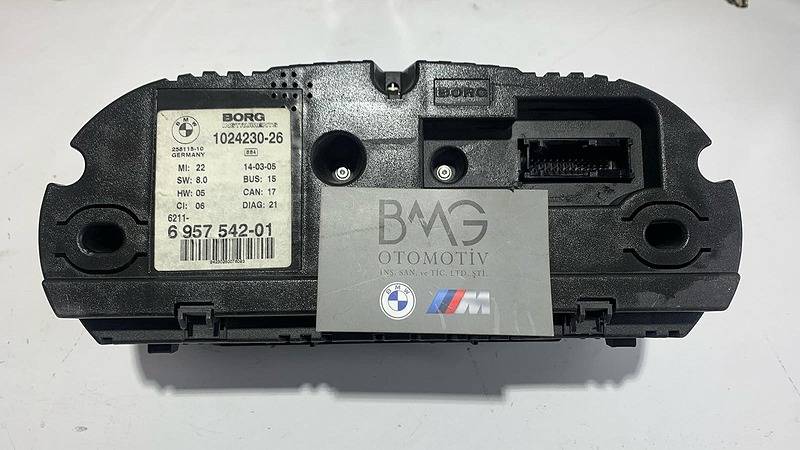 BMW
BORG
INSTRUMENTS
258118-10
GERMANY
1024230-26
884
MI: 22 14-03-05
SW: 8.0 BUS: 15
HW: 05 CAN: 17
CI: 06 DIAG: 21
6211-
6 957 542-01
BORG
BMG
OTOMOTİV
İNŞ. SAN. ve TİC. LTD. ŞTİ.
BMW
M